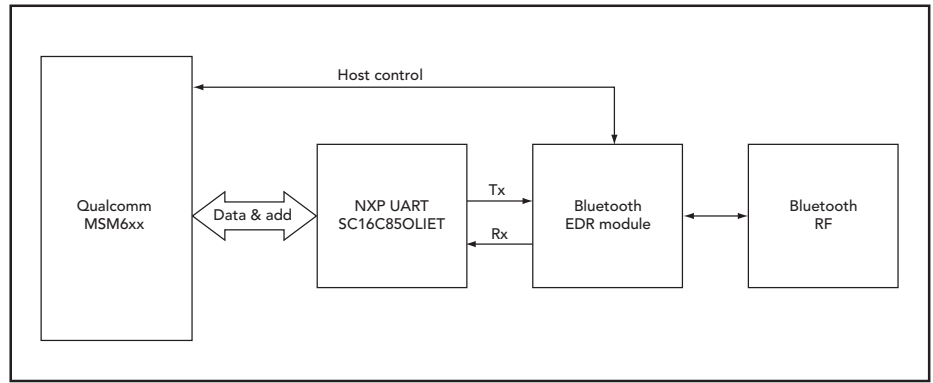 Host control
Qualcomm
MSM6xx
Data & add
NXP UART
SC16C85OLIET
Tx
Rx
Bluetooth
EDR module
Bluetooth
RF